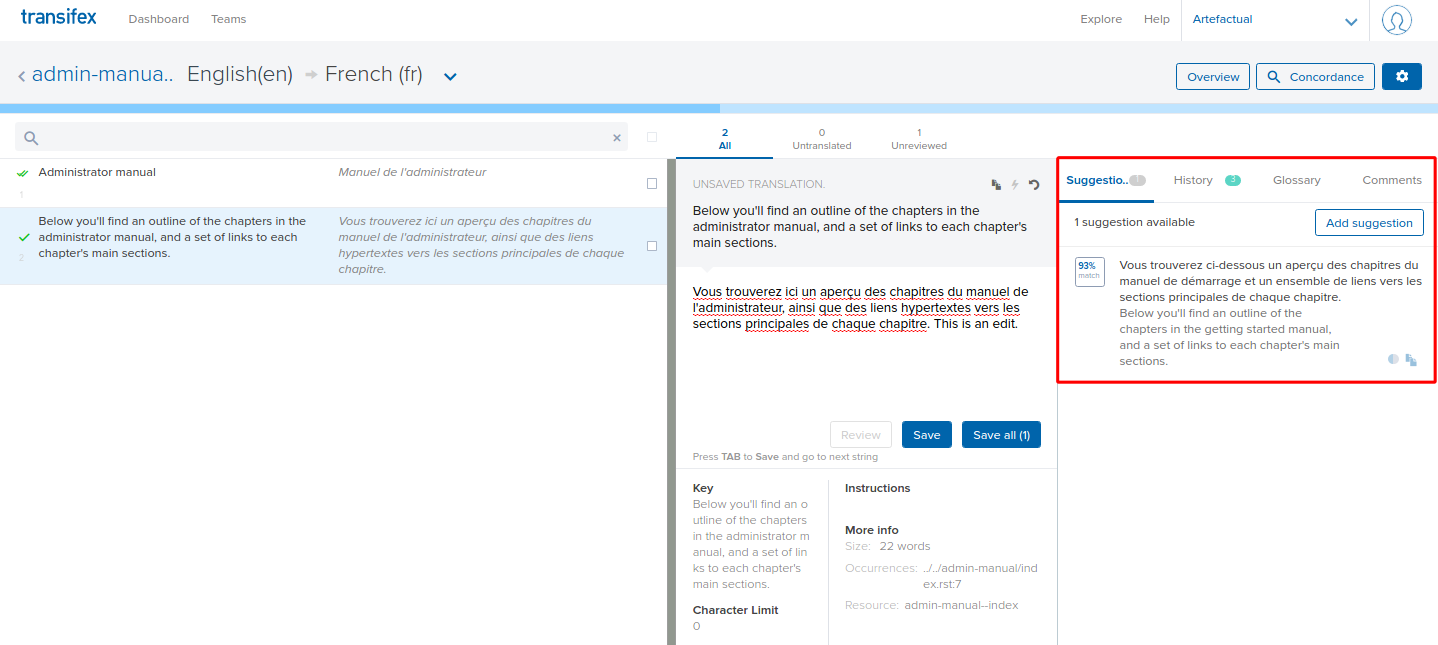 transifex Dashboard Teams Explore Help Artefactual
admin-manua.. English(en) French (fr) Overview Concordance
Administrator manual Manuel de l'administrateur
1
Below you'll find an outline of the chapters in the
administrator manual, and a set of links to each
chapter's main sections.
2
Vous trouverez ici un aperçu des chapitres du
manuel de l'administrateur, ainsi que des liens
hypertextes vers les sections principales de chaque
chapitre.
2 0 1
All Untranslated Unreviewed
UNSAVED TRANSLATION.
Below you'll find an outline of the chapters in the
administrator manual, and a set of links to each chapter's
main sections.
Vous trouverez ici un aperçu des chapitres du manuel de
l'administrateur, ainsi que des liens hypertextes vers les
sections principales de chaque chapitre. This is an edit.
Review Save Save all (1)
Press TAB to Save and go to next string
Key
Below you'll find an o
utline of the chapters
in the administrator m
anual, and a set of lin
ks to each chapter's
main sections.
Character Limit
0
Instructions
More info
Size: 22 words
Occurrences: ../../admin-manual/ind
ex.rst:7
Resource: admin-manual--index
Suggestio.. 1 History 3 Glossary Comments
1 suggestion available Add suggestion
93%
match
Vous trouverez ci-dessous un aperçu des chapitres du
manuel de démarrage et un ensemble de liens vers les
sections principales de chaque chapitre.
Below you'll find an outline of the
chapters in the getting started manual,
and a set of links to each chapter's main
sections.